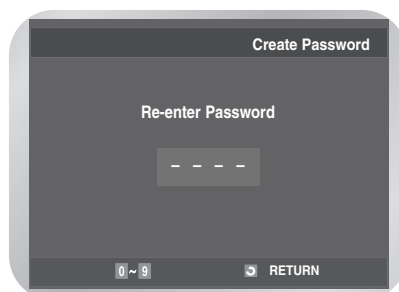 Create Password
Re-enter Password
– – – –
0 ~ 9 RETURN